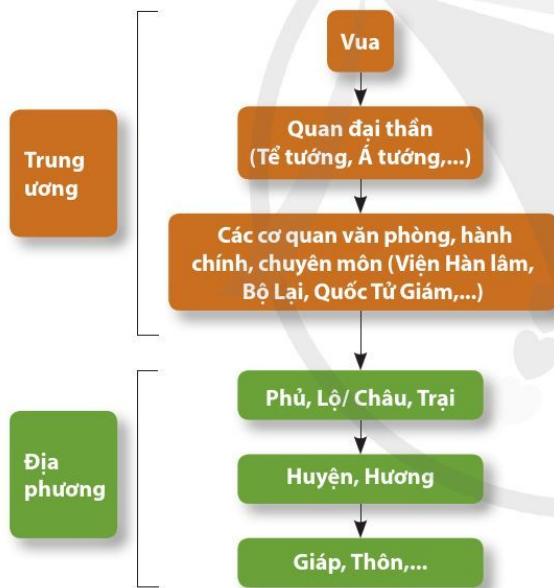 Vua
Trung
ương
Quan đại thần
(Tể tướng, Á tướng,...)
Các cơ quan văn phòng, hành
chính, chuyên môn (Viện Hàn lâm,
Bộ Lại, Quốc Tử Giám,...)
Địa
phương
Phủ, Lộ/ Châu, Trại
Huyện, Hương
Giáp, Thôn,...